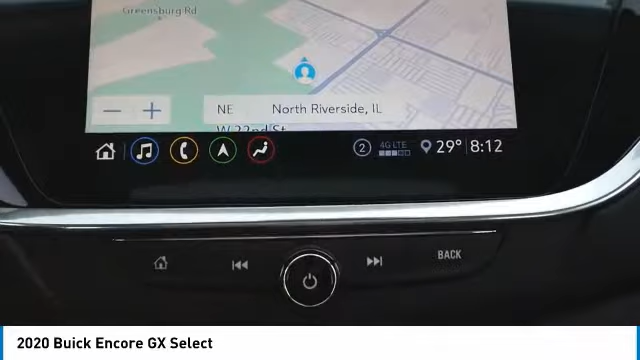 Greensburg Rd
NE North Riverside, IL
W 22nd St
2 4G LTE 29° 8:12
BACK
2020 Buick Encore GX Select